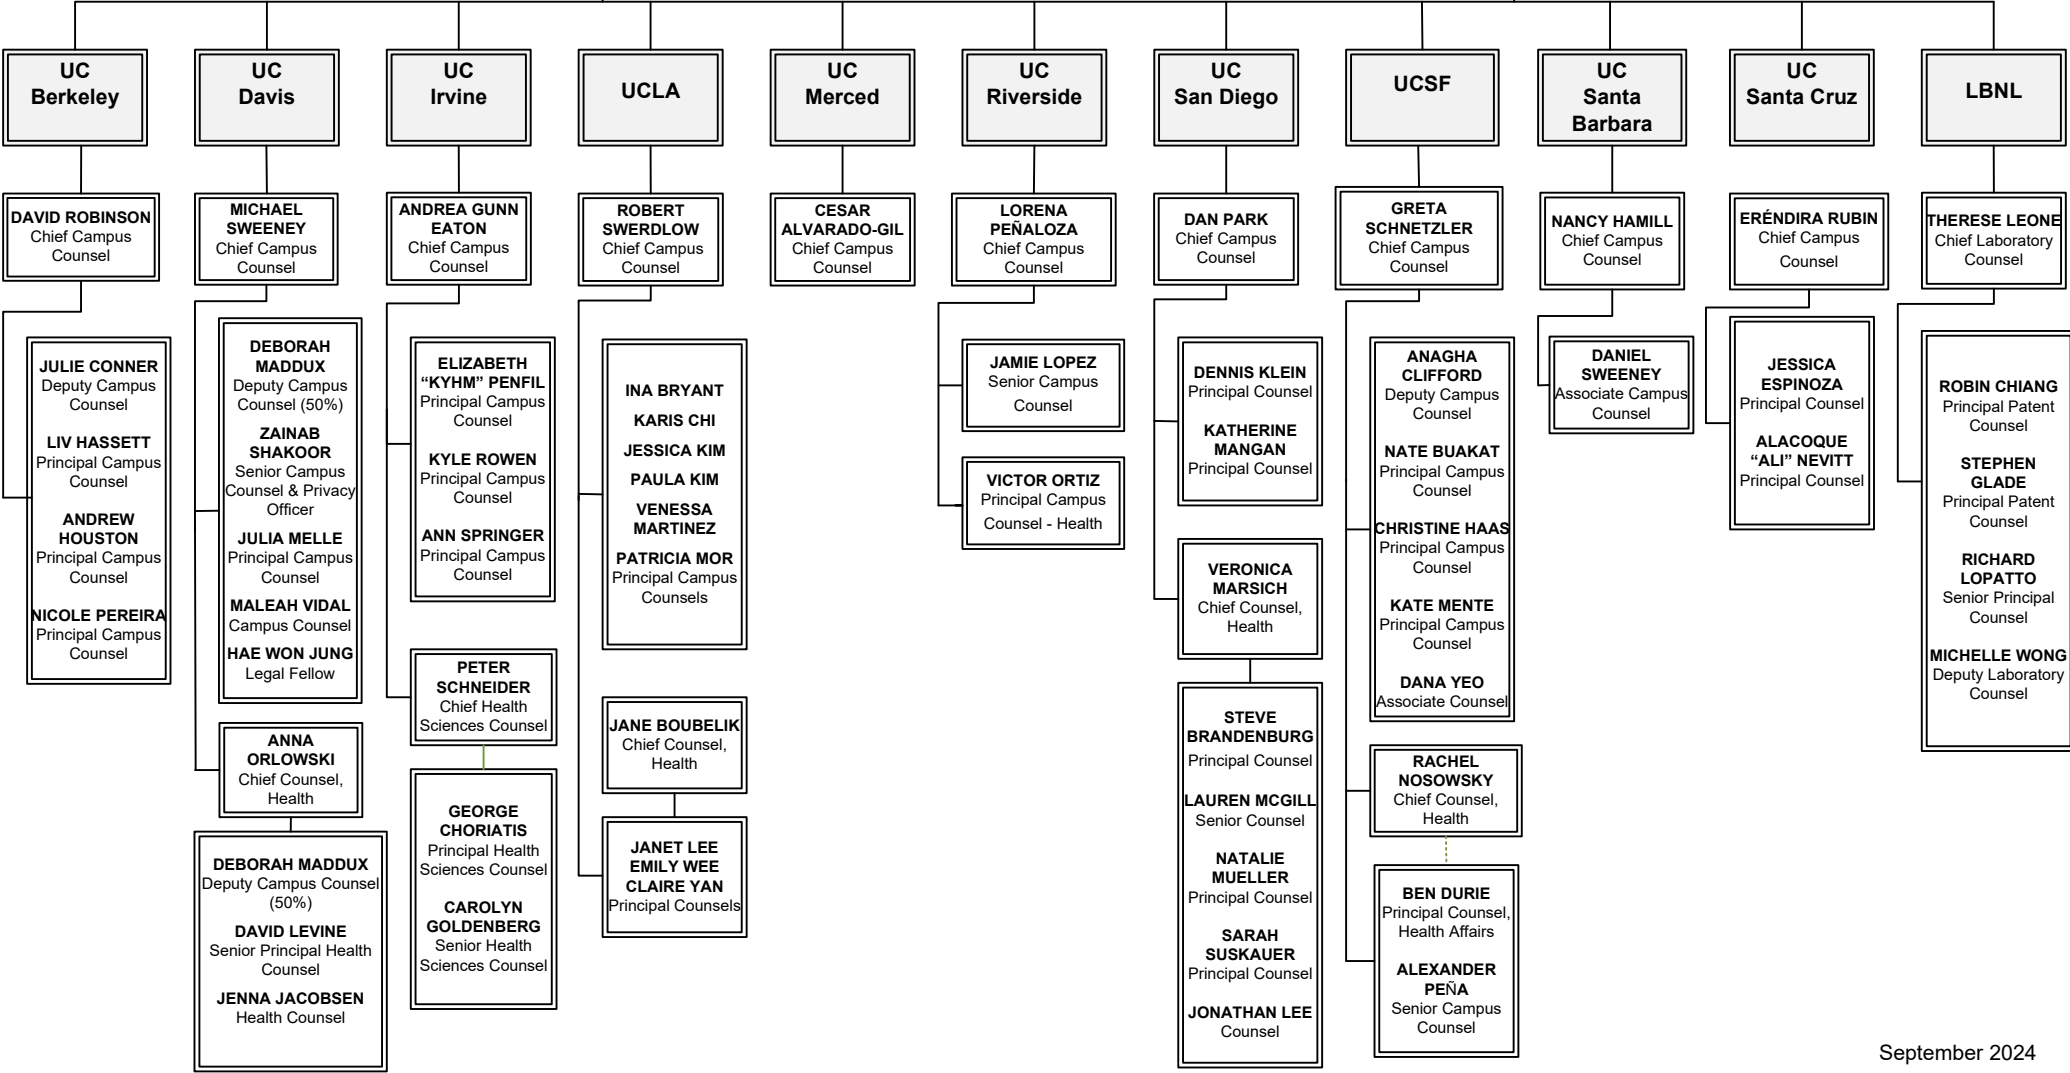 UC
Berkeley
DAVID ROBINSON
Chief Campus
Counsel
JULIE CONNER
Deputy Campus
Counsel
LIV HASSETT
Principal Campus
Counsel
ANDREW
HOUSTON
Principal Campus
Counsel
NICOLE PEREIRA
Principal Campus
Counsel
UC
Davis
MICHAEL
SWEENEY
Chief Campus
Counsel
DEBORAH
MADDUX
Deputy Campus
Counsel (50%)
ZAINAB
SHAKOOR
Senior Campus
Counsel & Privacy
Officer
JULIA MELLE
Principal Campus
Counsel
MALEAH VIDAL
Campus Counsel
HAE WON JUNG
Legal Fellow
ANNA
ORLOWSKI
Chief Counsel,
Health
DEBORAH MADDUX
Deputy Campus Counsel
(50%)
DAVID LEVINE
Senior Principal Health
Counsel
JENNA JACOBSEN
Health Counsel
UC
Irvine
ANDREA GUNN
EATON
Chief Campus
Counsel
ELIZABETH
“KYHM” PENFIL
Principal Campus
Counsel
KYLE ROWEN
Principal Campus
Counsel
ANN SPRINGER
Principal Campus
Counsel
PETER
SCHNEIDER
Chief Health
Sciences Counsel
GEORGE
CHORIATIS
Principal Health
Sciences Counsel
CAROLYN
GOLDENBERG
Senior Health
Sciences Counsel
UCLA
ROBERT
SWERDLOW
Chief Campus
Counsel
INA BRYANT
KARIS CHI
JESSICA KIM
PAULA KIM
VENESSA
MARTINEZ
PATRICIA MOR
Principal Campus
Counsels
JANE BOUBELIK
Chief Counsel,
Health
JANET LEE
EMILY WEE
CLAIRE YAN
Principal Counsels
UC
Merced
CESAR
ALVARADO-GIL
Chief Campus
Counsel
UC
Riverside
LORENA
PEÑALOZA
Chief Campus
Counsel
JAMIE LOPEZ
Senior Campus
Counsel
VICTOR ORTIZ
Principal Campus
Counsel - Health
UC
San Diego
DAN PARK
Chief Campus
Counsel
DENNIS KLEIN
Principal Counsel
KATHERINE
MANGAN
Principal Counsel
VERONICA
MARSICH
Chief Counsel,
Health
STEVE
BRANDENBURG
Principal Counsel
LAUREN MCGILL
Senior Counsel
NATALIE
MUELLER
Principal Counsel
SARAH
SUSKAUER
Principal Counsel
JONATHAN LEE
Counsel
UCSF
GRETA
SCHNETZLER
Chief Campus
Counsel
ANAGHA
CLIFFORD
Deputy Campus
Counsel
NATE BUAKAT
Principal Campus
Counsel
CHRISTINE HAAS
Principal Campus
Counsel
KATE MENTE
Principal Campus
Counsel
DANA YEO
Associate Counsel
RACHEL
NOSOWSKY
Chief Counsel,
Health
BEN DURIE
Principal Counsel,
Health Affairs
ALEXANDER
PEÑA
Senior Campus
Counsel
UC
Santa
Barbara
NANCY HAMILL
Chief Campus
Counsel
DANIEL
SWEENEY
Associate Campus
Counsel
UC
Santa Cruz
ERÉNDIRA RUBIN
Chief Campus
Counsel
JESSICA
ESPINOZA
Principal Counsel
ALACOQUE
“ALI” NEVITT
Principal Counsel
LBNL
THERESE LEONE
Chief Laboratory
Counsel
ROBIN CHIANG
Principal Patent
Counsel
STEPHEN
GLADE
Principal Patent
Counsel
RICHARD
LOPATTO
Senior Principal
Counsel
MICHELLE WONG
Deputy Laboratory
Counsel
September 2024